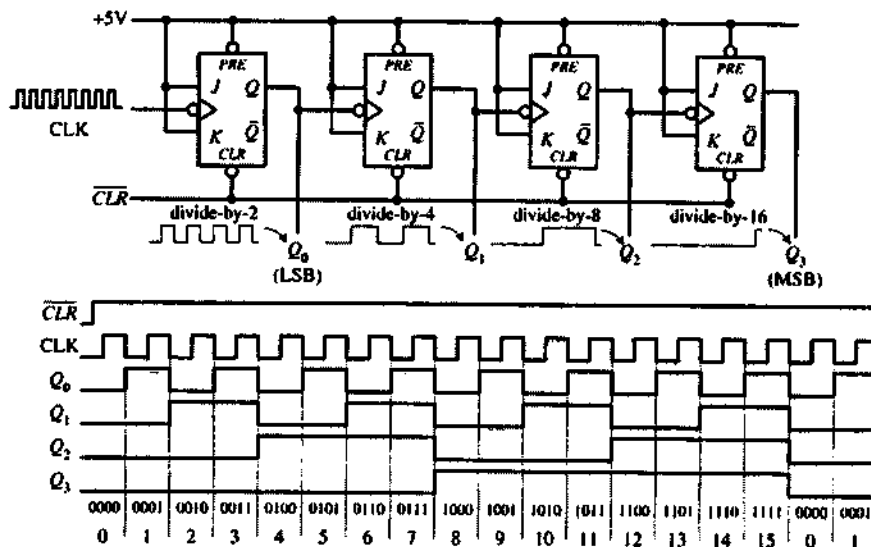 +5V
PRE PRE PRE PRE
J Q J Q J Q J Q
CLK
K Q̅ K Q̅ K Q̅ K Q̅
CLR CLR CLR CLR
C̅L̅R̅
divide-by-2 divide-by-4 divide-by-8 divide-by-16
Q₀ Q₁ Q₂ Q₃
(LSB) (MSB)
C̅L̅R̅
CLK
Q₀
Q₁
Q₂
Q₃
0000 0001 0010 0011 0100 0101 0110 0111 1000 1001 1010 1011 1100 1101 1110 1111 0000 0001
0 1 2 3 4 5 6 7 8 9 10 11 12 13 14 15 0 1